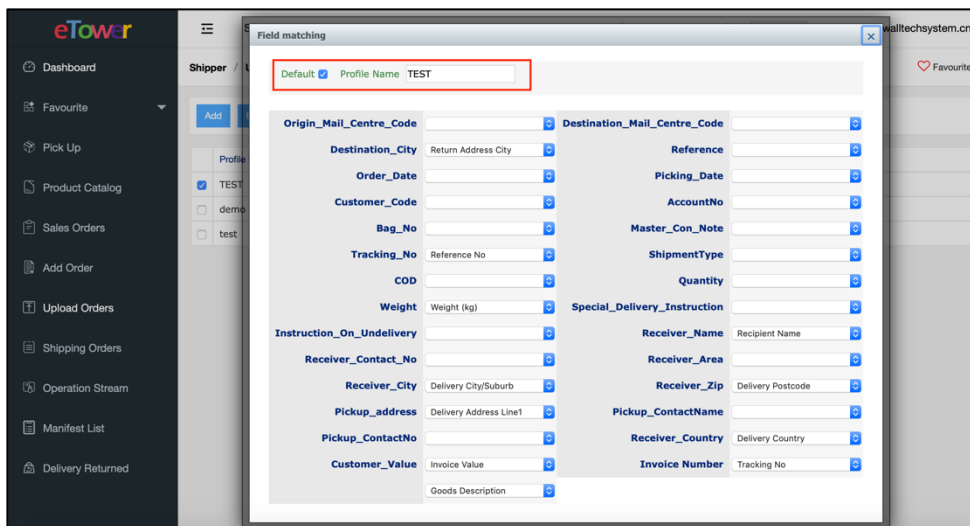 eTower
Field matching
walltechsystem.cn
Dashboard
Shipper /
Favourite
Default Profile Name TEST
Favourite
Add
Pick Up
Profile
Product Catalog
TEST
demo
Sales Orders
test
Add Order
Upload Orders
Shipping Orders
Operation Stream
Manifest List
Delivery Returned
Origin_Mail_Centre_Code
Destination_Mail_Centre_Code
Destination_City Return Address City
Reference
Order_Date
Picking_Date
Customer_Code
AccountNo
Bag_No
Master_Con_Note
Tracking_No Reference No
ShipmentType
COD
Quantity
Weight Weight (kg)
Special_Delivery_Instruction
Instruction_On_Undelivery
Receiver_Name Recipient Name
Receiver_Contact_No
Receiver_Area
Receiver_City Delivery City/Suburb
Receiver_Zip Delivery Postcode
Pickup_address Delivery Address Line1
Pickup_ContactName
Pickup_ContactNo
Receiver_Country Delivery Country
Customer_Value Invoice Value
Invoice Number Tracking No
Goods Description